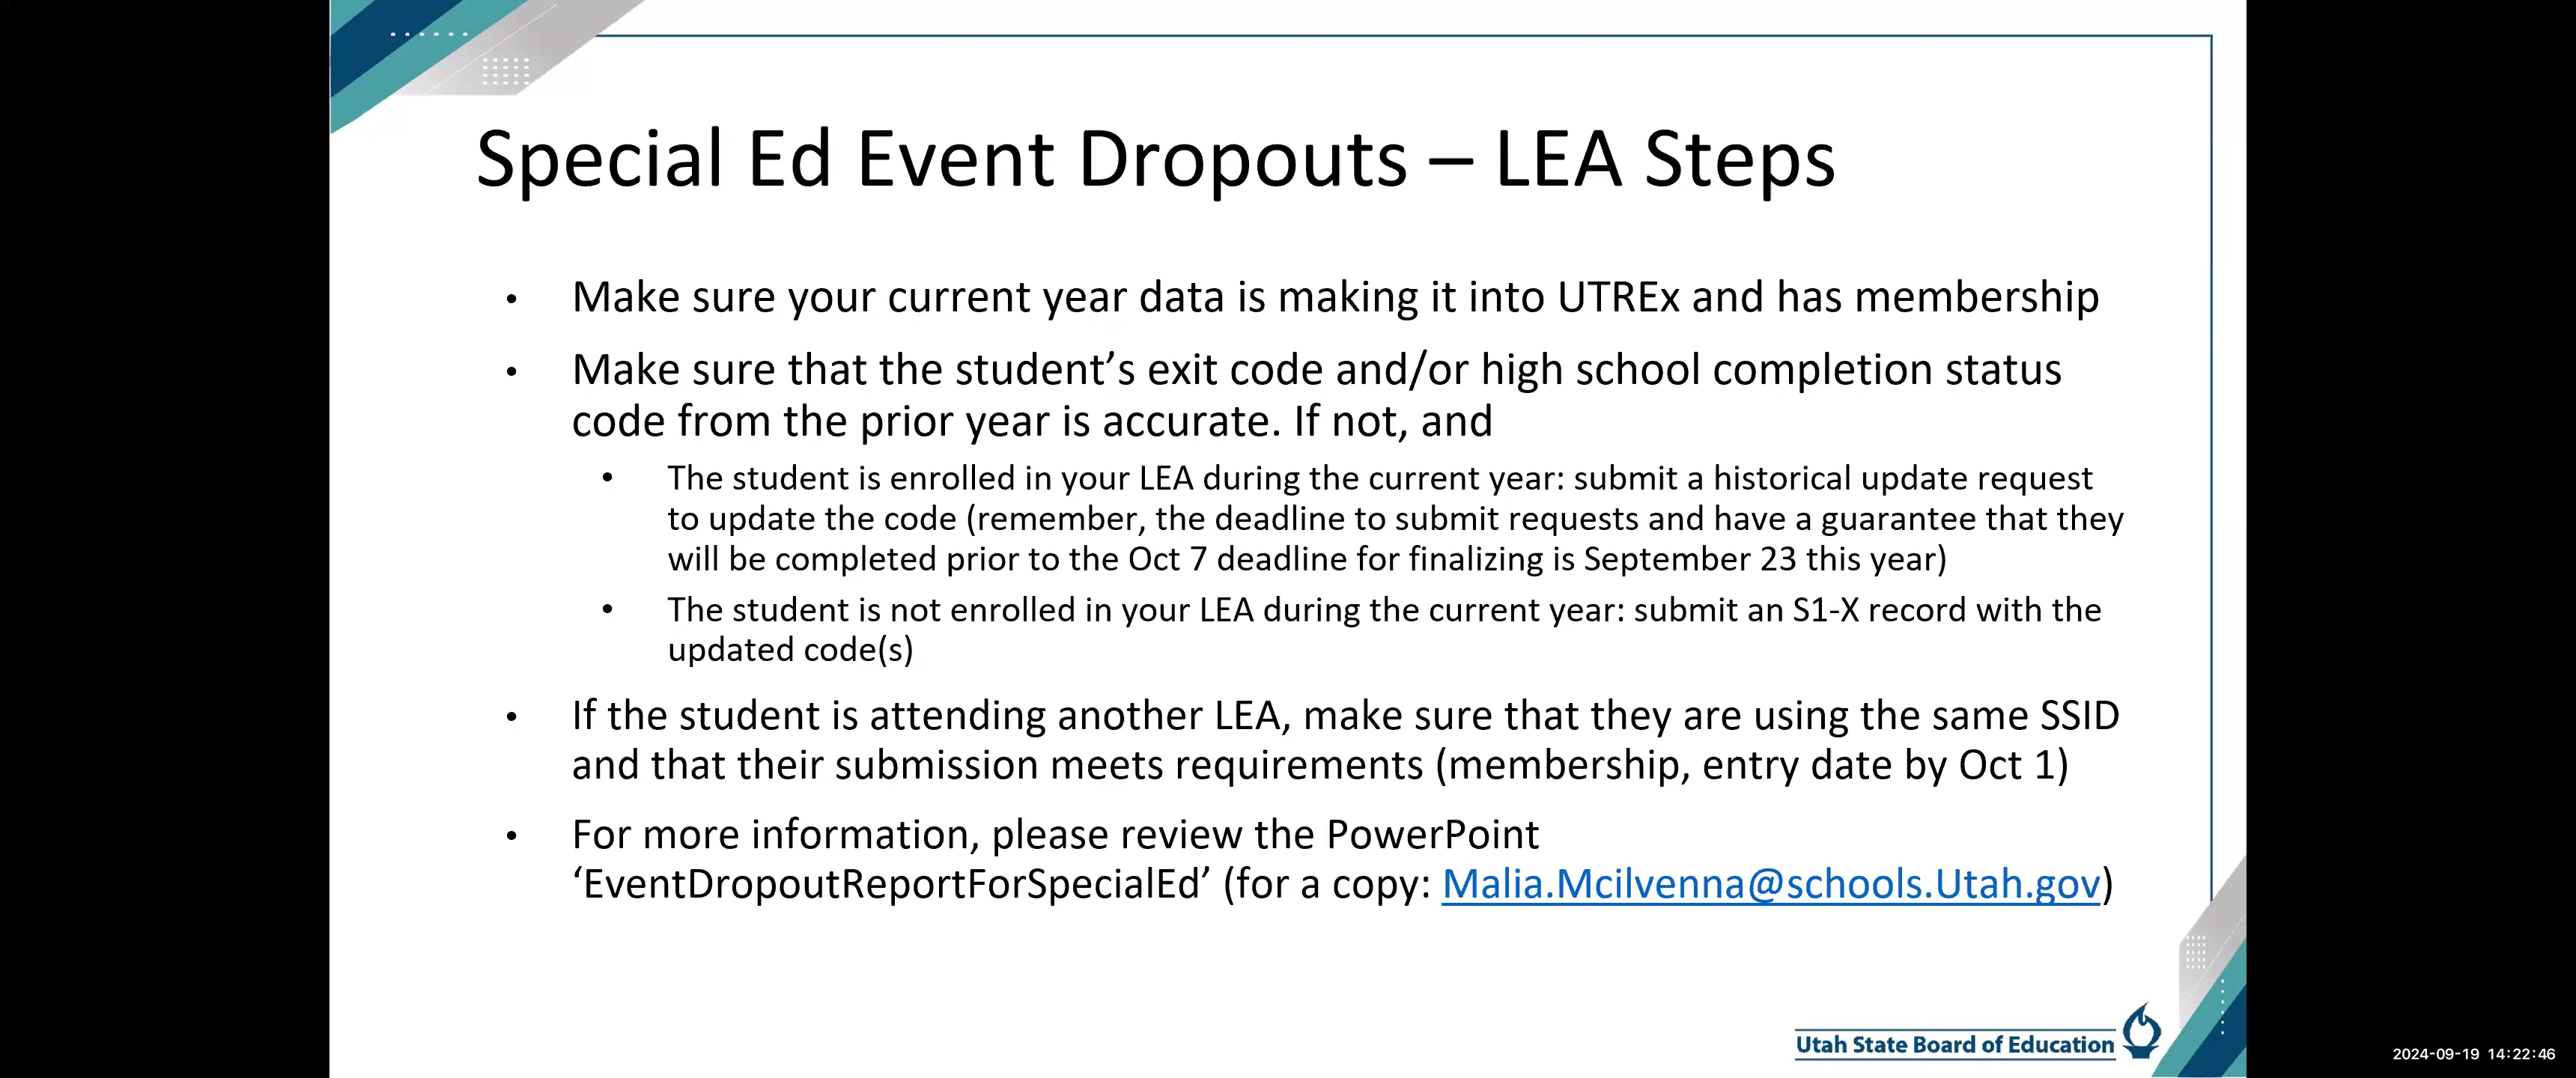 Special Ed Event Dropouts – LEA Steps
• Make sure your current year data is making it into UTREx and has membership
• Make sure that the student’s exit code and/or high school completion status
code from the prior year is accurate. If not, and
• The student is enrolled in your LEA during the current year: submit a historical update request
to update the code (remember, the deadline to submit requests and have a guarantee that they
will be completed prior to the Oct 7 deadline for finalizing is September 23 this year)
• The student is not enrolled in your LEA during the current year: submit an S1-X record with the
updated code(s)
• If the student is attending another LEA, make sure that they are using the same SSID
and that their submission meets requirements (membership, entry date by Oct 1)
• For more information, please review the PowerPoint
‘EventDropoutReportForSpecialEd’ (for a copy: Malia.Mcilvenna@schools.Utah.gov)
Utah State Board of Education
2024-09-19 14:22:46